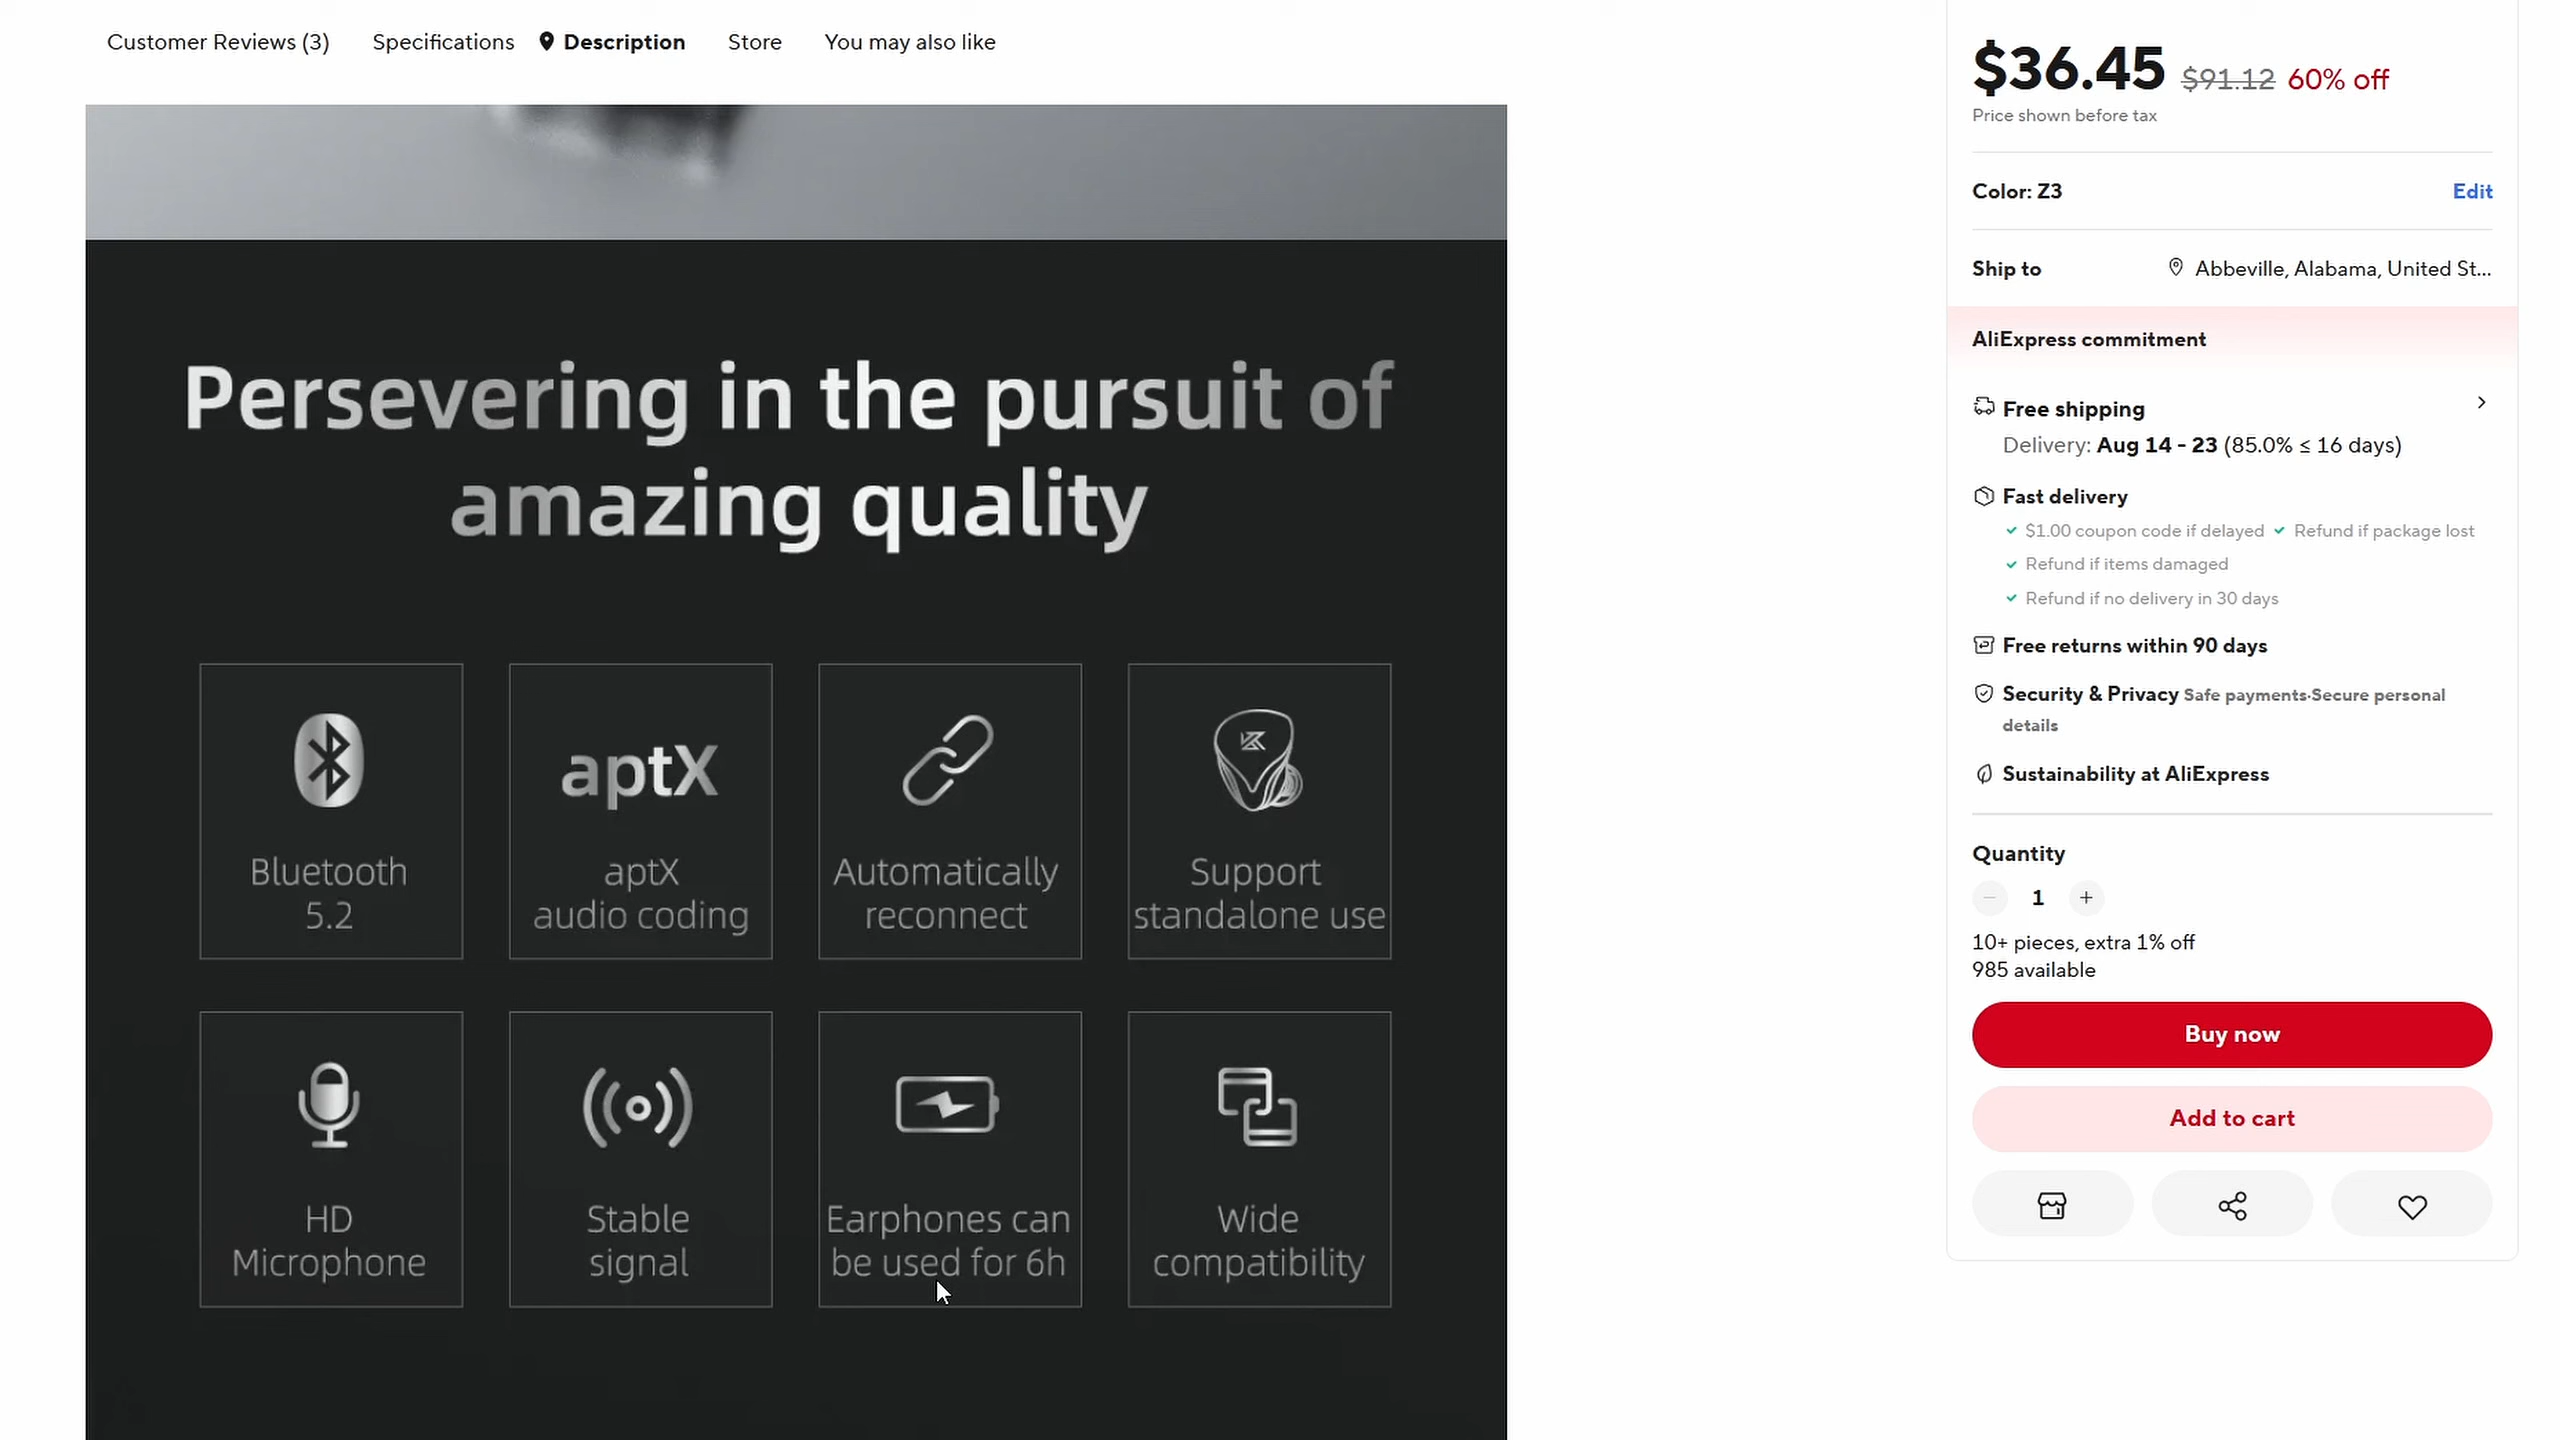 Customer Reviews (3) Specifications Description Store You may also like
Persevering in the pursuit of
amazing quality
Bluetooth
5.2
aptX
aptX
audio coding
Automatically
reconnect
Support
standalone use
HD
Microphone
Stable
signal
Earphones can
be used for 6h
Wide
compatibility
$36.45 $91.12 60% off
Price shown before tax
Color: Z3 Edit
Ship to Abbeville, Alabama, United St...
AliExpress commitment
Free shipping
Delivery: Aug 14 - 23 (85.0% ≤ 16 days)
Fast delivery
$1.00 coupon code if delayed Refund if package lost
Refund if items damaged
Refund if no delivery in 30 days
Free returns within 90 days
Security & Privacy Safe payments·Secure personal
details
Sustainability at AliExpress
Quantity
1 +
10+ pieces, extra 1% off
985 available
Buy now
Add to cart